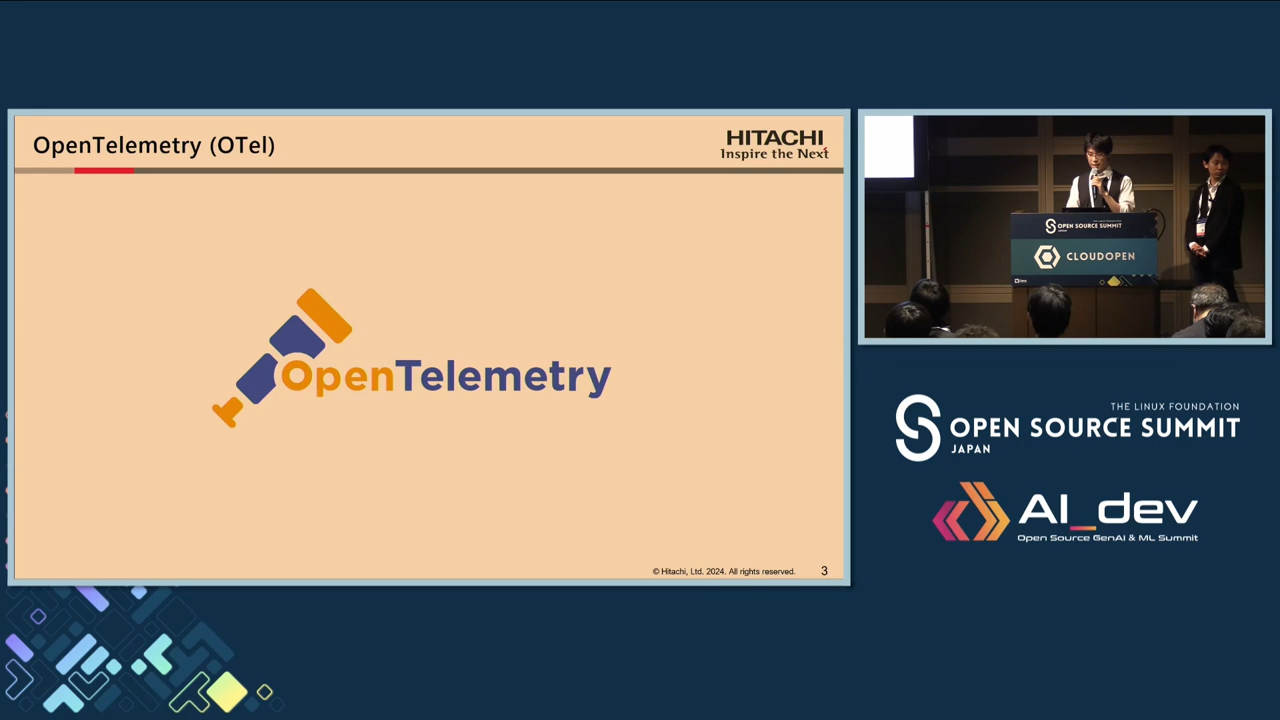 OpenTelemetry (OTel)
HITACHI
Inspire the Next
OpenTelemetry
© Hitachi, Ltd. 2024. All rights reserved.
3
OPEN SOURCE SUMMIT
CLOUDOPEN
THE LINUX FOUNDATION
OPEN SOURCE SUMMIT
JAPAN
AI_dev
Open Source GenAI & ML Summit